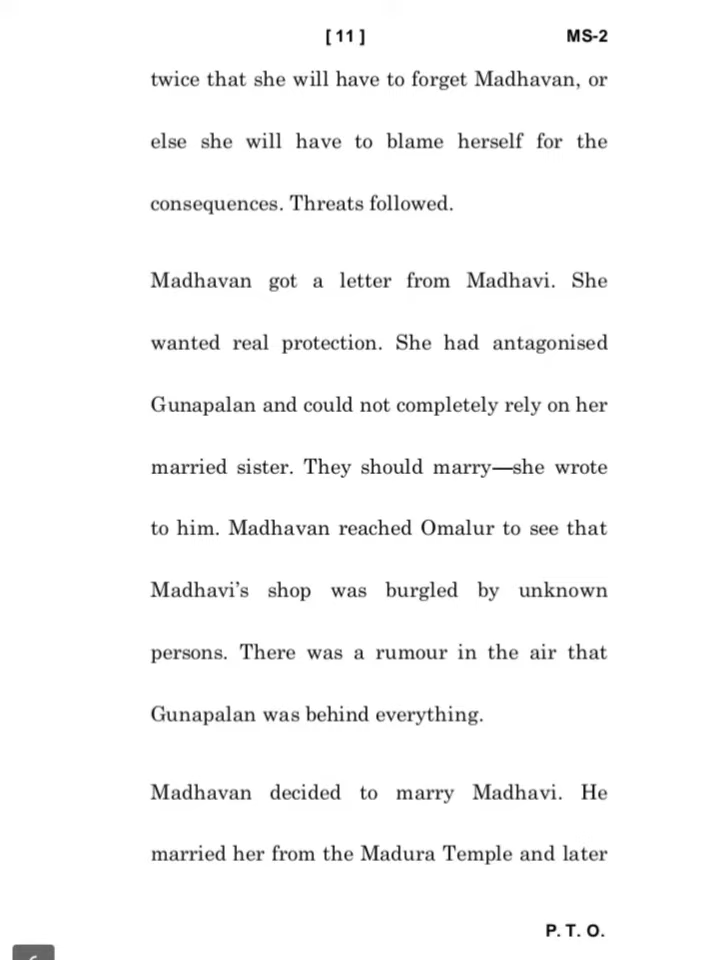 [ 11 ] MS-2
twice that she will have to forget Madhavan, or
else she will have to blame herself for the
consequences. Threats followed.
Madhavan got a letter from Madhavi. She
wanted real protection. She had antagonised
Gunapalan and could not completely rely on her
married sister. They should marry—she wrote
to him. Madhavan reached Omalur to see that
Madhavi’s shop was burgled by unknown
persons. There was a rumour in the air that
Gunapalan was behind everything.
Madhavan decided to marry Madhavi. He
married her from the Madura Temple and later
P. T. O.